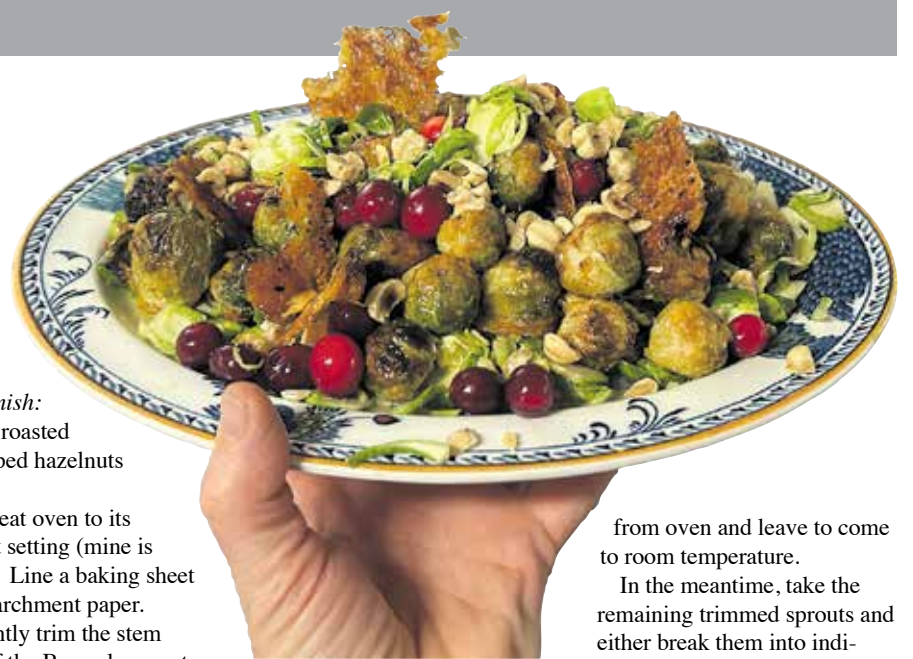 nish:
roasted
ped hazelnuts
eat oven to its
setting (mine is
Line a baking sheet
archment paper.
ntly trim the stem
from oven and leave to come
to room temperature.
In the meantime, take the
remaining trimmed sprouts and
either break them into indi-